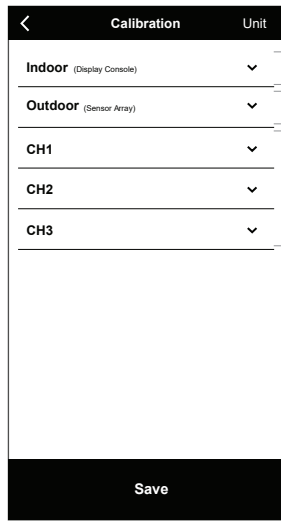 Calibration Unit
Indoor (Display Console)
Outdoor (Sensor Array)
CH1
CH2
CH3
Save